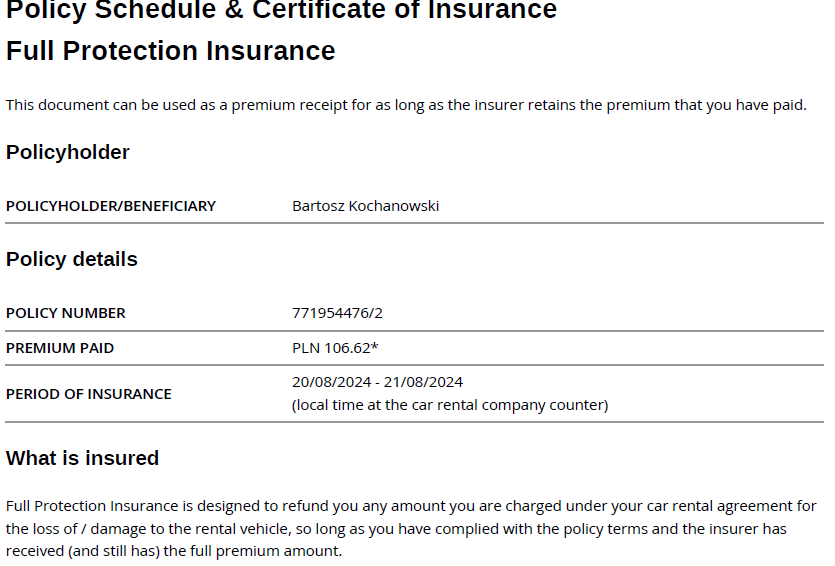 Policy Schedule & Certificate of Insurance
Full Protection Insurance
This document can be used as a premium receipt for as long as the insurer retains the premium that you have paid.
Policyholder
POLICYHOLDER/BENEFICIARY Bartosz Kochanowski
Policy details
POLICY NUMBER 771954476/2
PREMIUM PAID PLN 106.62*
PERIOD OF INSURANCE 20/08/2024 - 21/08/2024
(local time at the car rental company counter)
What is insured
Full Protection Insurance is designed to refund you any amount you are charged under your car rental agreement for
the loss of / damage to the rental vehicle, so long as you have complied with the policy terms and the insurer has
received (and still has) the full premium amount.